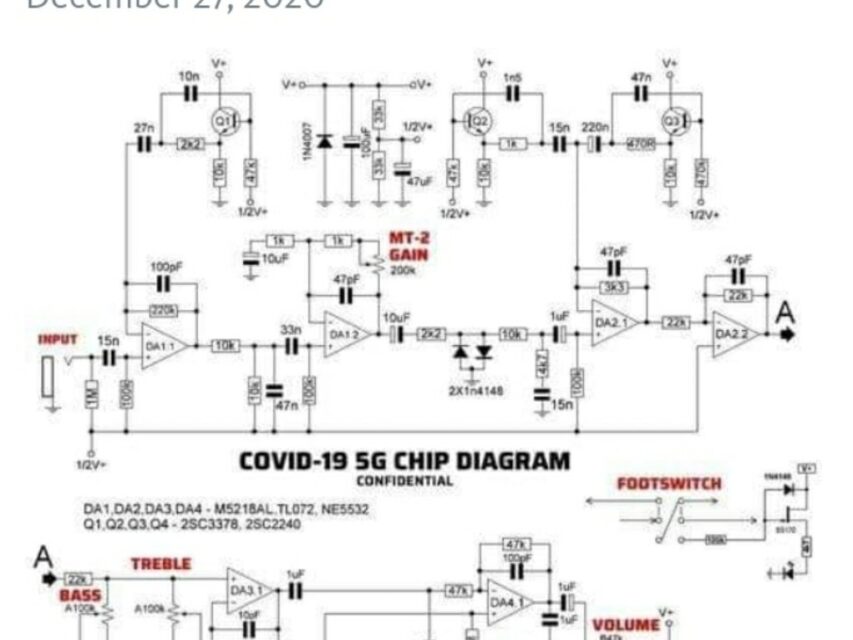 December 27, 2020
V+
10n
V+
V+
V+
1n5
47n
V+
27n
Q1
2k2
10k
47k
1/2V+
1N4007
100uF
33k
33k
1/2V+
47uF
Q2
1k
15n
220n
Q3
470R
47k
10k
1/2V+
10k
470k
1/2V+
1k
1k
MT-2
GAIN
10uF
200k
100pF
220k
47pF
47pF
3k3
47pF
22k
INPUT
15n
DA1.1
10k
33n
DA1.2
10uF
2k2
10k
1uF
DA2.1
22k
DA2.2
A
1M
100k
10k
47n
100k
2X1n4148
4k7
15n
100k
1/2V+
COVID-19 5G CHIP DIAGRAM
CONFIDENTIAL
FOOTSWITCH
1N4148
V+
DA1,DA2,DA3,DA4 - M5218AL,TL072, NE5532
Q1,Q2,Q3,Q4 - 2SC3378, 2SC2240
100k
A
22k
TREBLE
BASS
A100k
A100k
DA3.1
1uF
10pF
47k
100pF
47k
DA4.1
1uF
1uF
VOLUME
V+